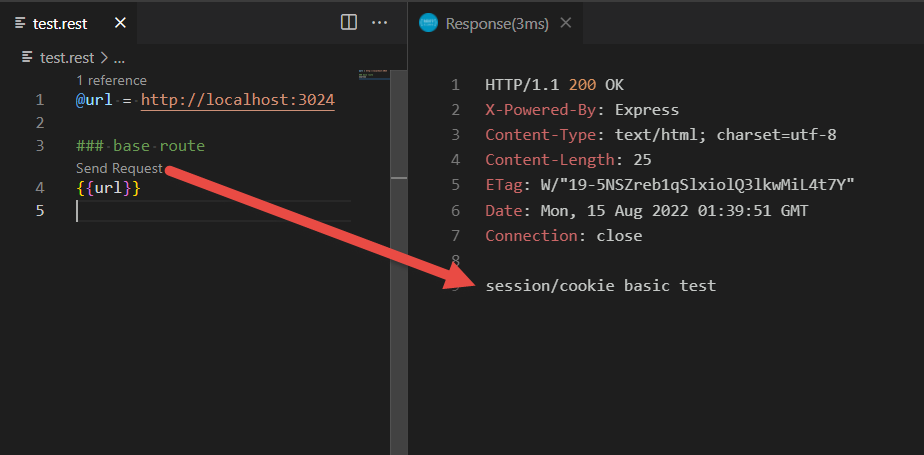 test.rest
test.rest > ...
1 reference
1 @url = http://localhost:3024
2
3 ### base route
Send Request
4 {{url}}
5
Response(3ms)
1 HTTP/1.1 200 OK
2 X-Powered-By: Express
3 Content-Type: text/html; charset=utf-8
4 Content-Length: 25
5 ETag: W/"19-5NSZreb1qSlxiolQ3lkwMiL4t7Y"
6 Date: Mon, 15 Aug 2022 01:39:51 GMT
7 Connection: close
8
9 session/cookie basic test